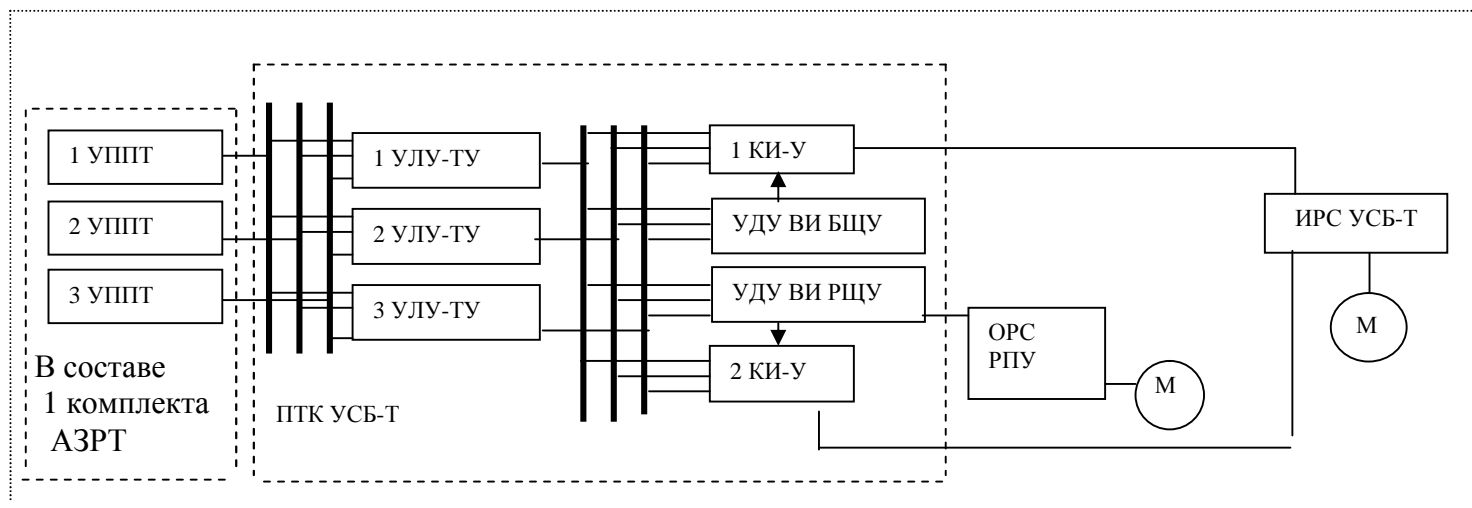 1 УППТ
2 УППТ
3 УППТ
В составе
1 комплекта
АЗРТ
1 УЛУ-ТУ
2 УЛУ-ТУ
3 УЛУ-ТУ
ПТК УСБ-Т
1 КИ-У
УДУ ВИ БЩУ
УДУ ВИ РЩУ
2 КИ-У
ОРС
РПУ
М
ИРС УСБ-Т
М